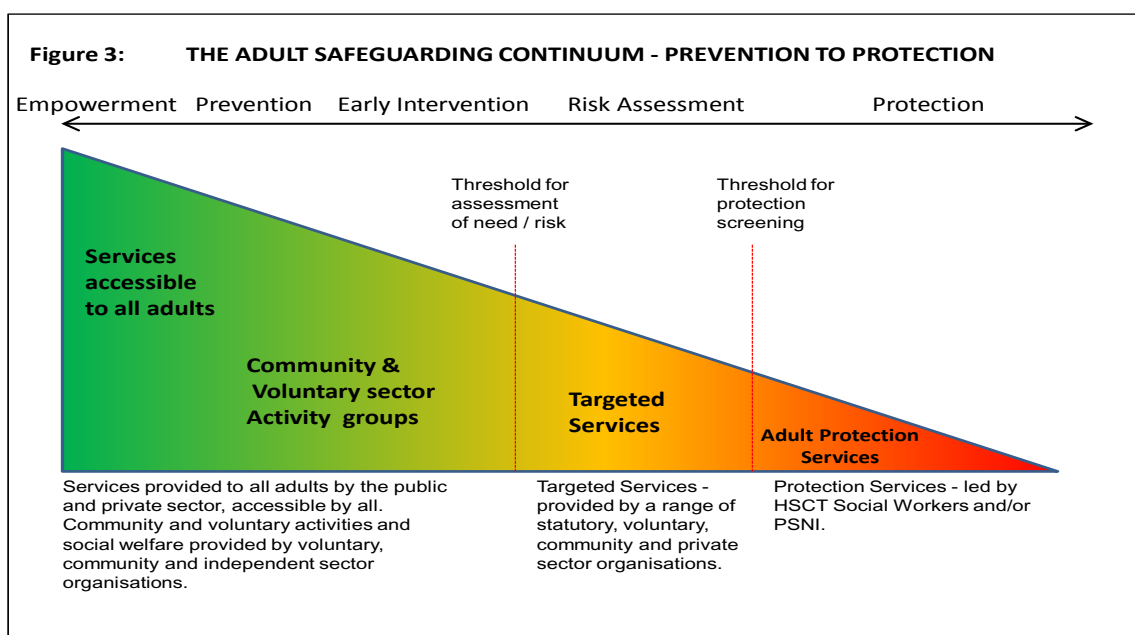 Figure 3: THE ADULT SAFEGUARDING CONTINUUM - PREVENTION TO PROTECTION
Empowerment Prevention Early Intervention Risk Assessment Protection
Threshold for
assessment
of need / risk
Threshold for
protection
screening
Services
accessible
to all adults
Community &
Voluntary sector
Activity groups
Targeted
Services
Adult Protection
Services
Services provided to all adults by the public
and private sector, accessible by all.
Community and voluntary activities and
social welfare provided by voluntary,
community and independent sector
organisations.
Targeted Services -
provided by a range of
statutory, voluntary,
community and private
sector organisations.
Protection Services - led by
HSCT Social Workers and/or
PSNI.